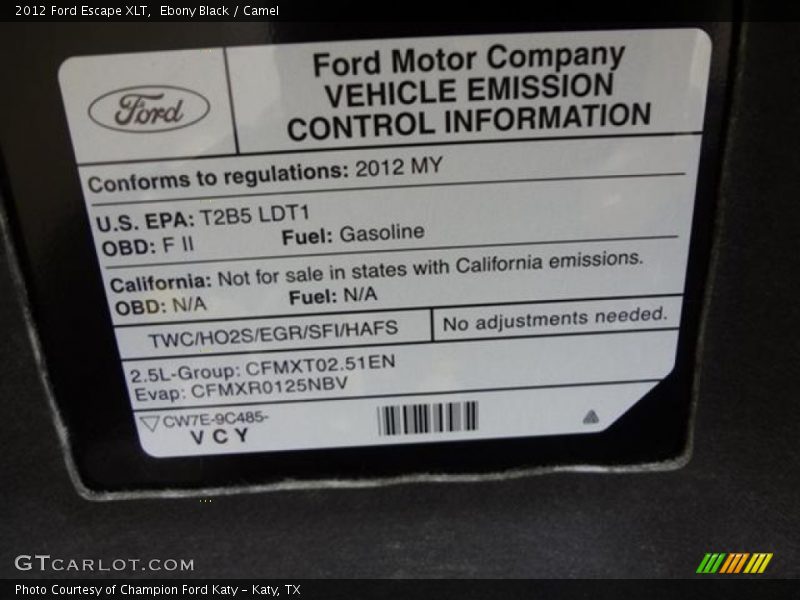 2012 Ford Escape XLT, Ebony Black / Camel
Ford
Ford Motor Company
VEHICLE EMISSION
CONTROL INFORMATION
Conforms to regulations: 2012 MY
U.S. EPA: T2B5 LDT1
OBD: F II Fuel: Gasoline
California: Not for sale in states with California emissions.
OBD: N/A Fuel: N/A
TWC/HO2S/EGR/SFI/HAFS No adjustments needed.
2.5L-Group: CFMXT02.51EN
Evap: CFMXR0125NBV
CW7E-9C485-
V C Y
GTCARLOT.COM
Photo Courtesy of Champion Ford Katy – Katy, TX